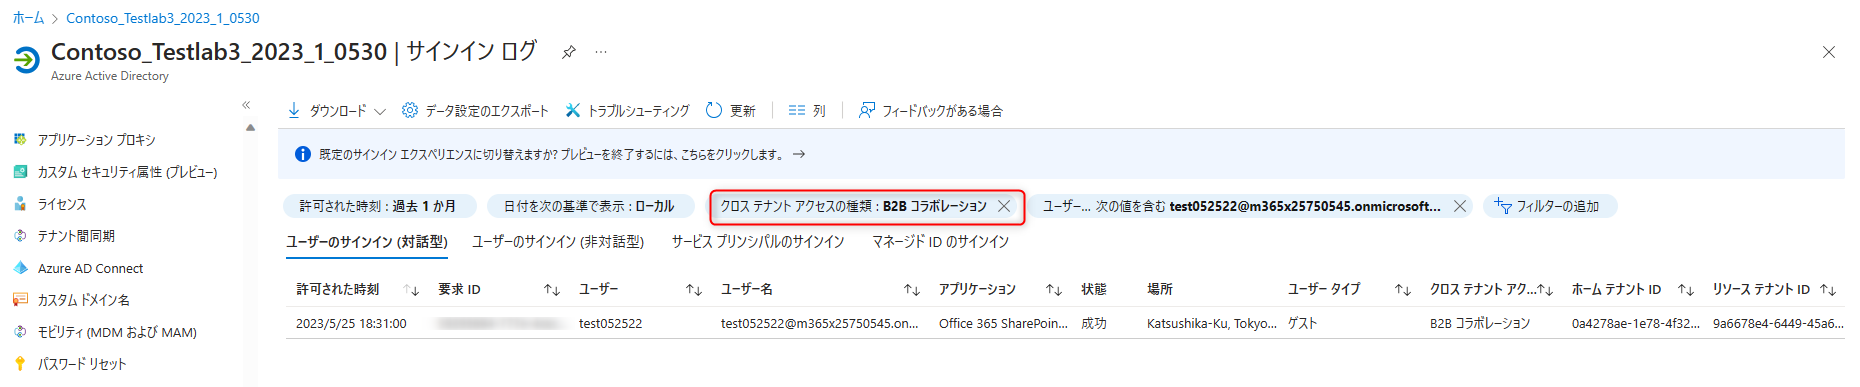 ホーム > Contoso_Testlab3_2023_1_0530
Contoso_Testlab3_2023_1_0530 | サインイン ログ
Azure Active Directory
アプリケーション プロキシ
カスタム セキュリティ属性 (プレビュー)
ライセンス
テナント間同期
Azure AD Connect
カスタム ドメイン名
モビリティ (MDM および MAM)
パスワード リセット
ダウンロード データ設定のエクスポート トラブルシューティング 更新 列 フィードバックがある場合
既定のサインイン エクスペリエンスに切り替えますか? プレビューを終了するには、こちらをクリックします。 →
許可された時刻 : 過去 1 か月 日付を次の基準で表示 : ローカル クロス テナント アクセスの種類 : B2B コラボレーション ユーザー... 次の値を含む test052522@m365x25750545.onmicrosoft... フィルターの追加
ユーザーのサインイン (対話型) ユーザーのサインイン (非対話型) サービス プリンシパルのサインイン マネージド ID のサインイン
許可された時刻 要求 ID ユーザー ユーザー名 アプリケーション 状態 場所 ユーザー タイプ クロス テナント アク... ホーム テナント ID リソース テナント ID
2023/5/25 18:31:00 test052522 test052522@m365x25750545.on... Office 365 SharePoin... 成功 Katsushika-Ku, Tokyo... ゲスト B2B コラボレーション 0a4278ae-1e78-4f32... 9a6678e4-6449-45a6...